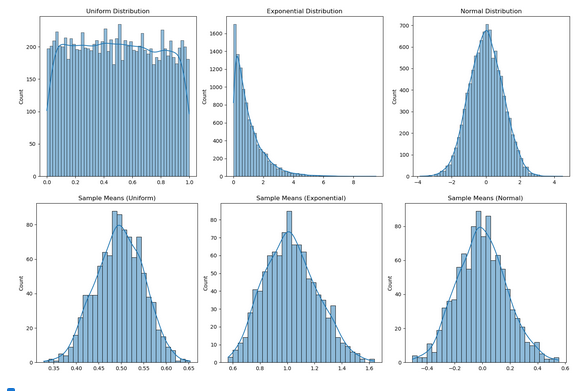 Uniform Distribution
Exponential Distribution
Normal Distribution
Count
200
150
100
50
0
0.0 0.2 0.4 0.6 0.8 1.0
Count
1600
1400
1200
1000
800
600
400
200
0
0 2 4 6 8
Count
700
600
500
400
300
200
100
0
−4 −2 0 2 4
Sample Means (Uniform)
Sample Means (Exponential)
Sample Means (Normal)
Count
80
60
40
20
0
0.35 0.40 0.45 0.50 0.55 0.60 0.65
Count
80
70
60
50
40
30
20
10
0
0.6 0.8 1.0 1.2 1.4 1.6
Count
80
60
40
20
0
−0.4 −0.2 0.0 0.2 0.4 0.6